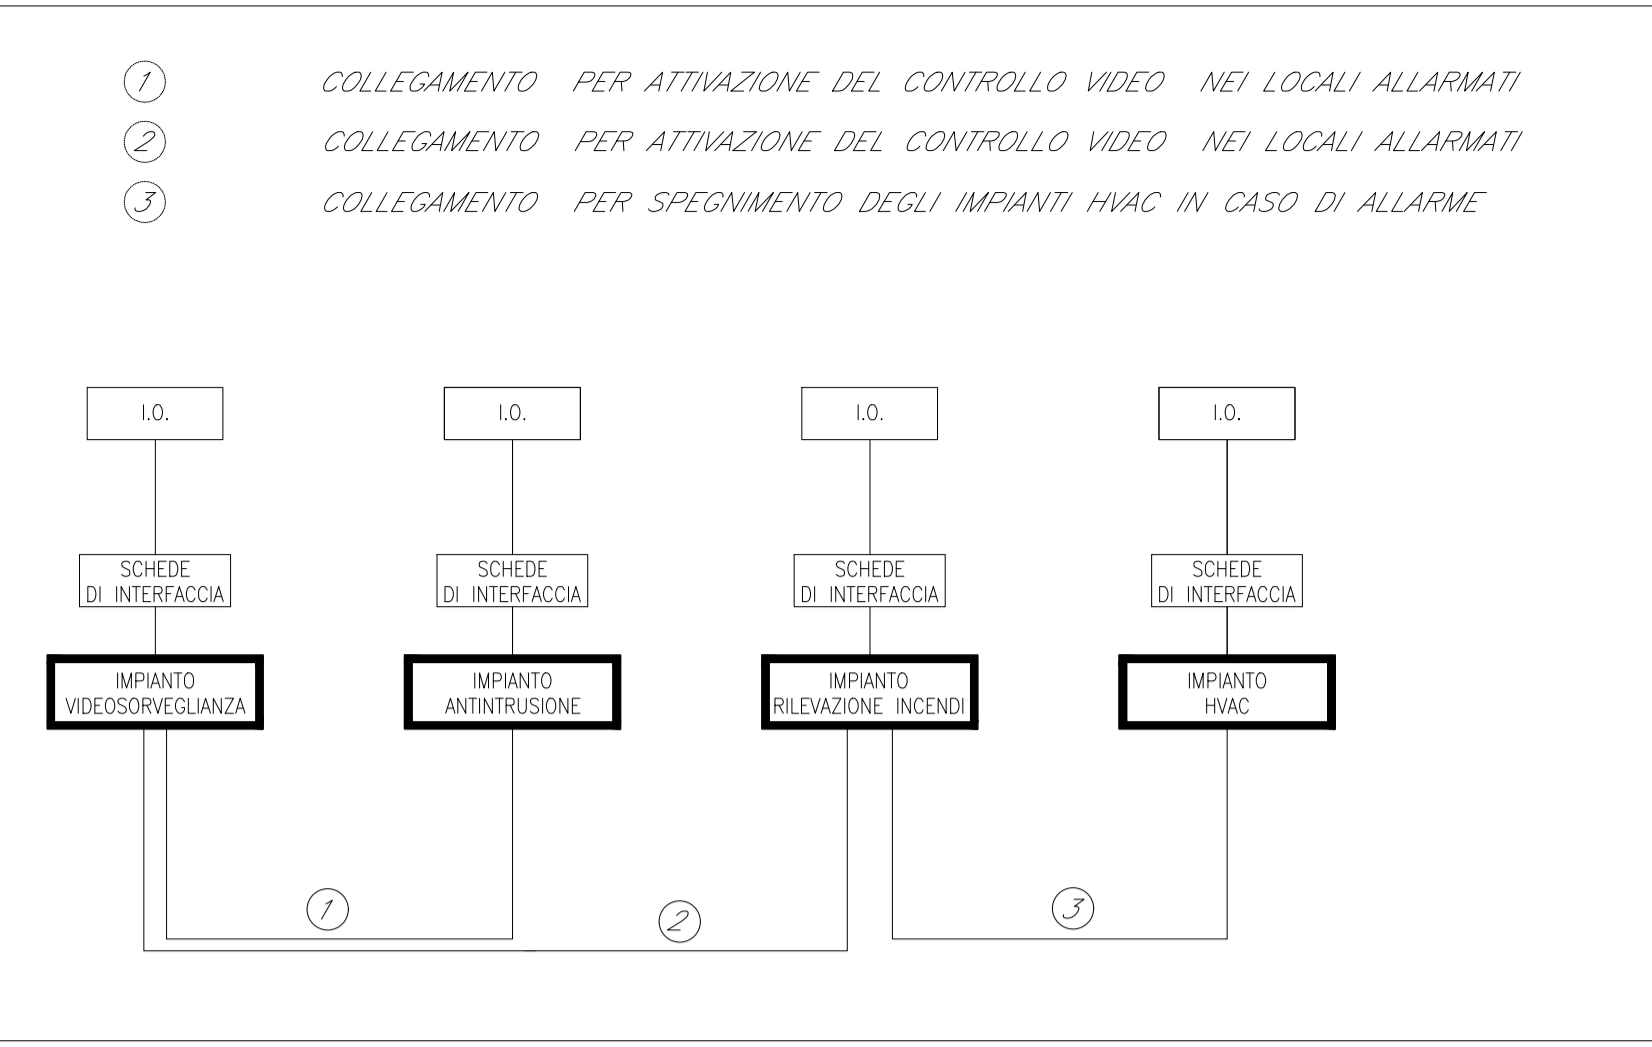 1 COLLEGAMENTO PER ATTIVAZIONE DEL CONTROLLO VIDEO NEI LOCALI ALLARMATI
2 COLLEGAMENTO PER ATTIVAZIONE DEL CONTROLLO VIDEO NEI LOCALI ALLARMATI
3 COLLEGAMENTO PER SPEGNIMENTO DEGLI IMPIANTI HVAC IN CASO DI ALLARME
I.O.
I.O.
I.O.
I.O.
SCHEDE
DI INTERFACCIA
SCHEDE
DI INTERFACCIA
SCHEDE
DI INTERFACCIA
SCHEDE
DI INTERFACCIA
IMPIANTO
VIDEOSORVEGLIANZA
IMPIANTO
ANTINTRUSIONE
IMPIANTO
RILEVAZIONE INCENDI
IMPIANTO
HVAC
1
2
3